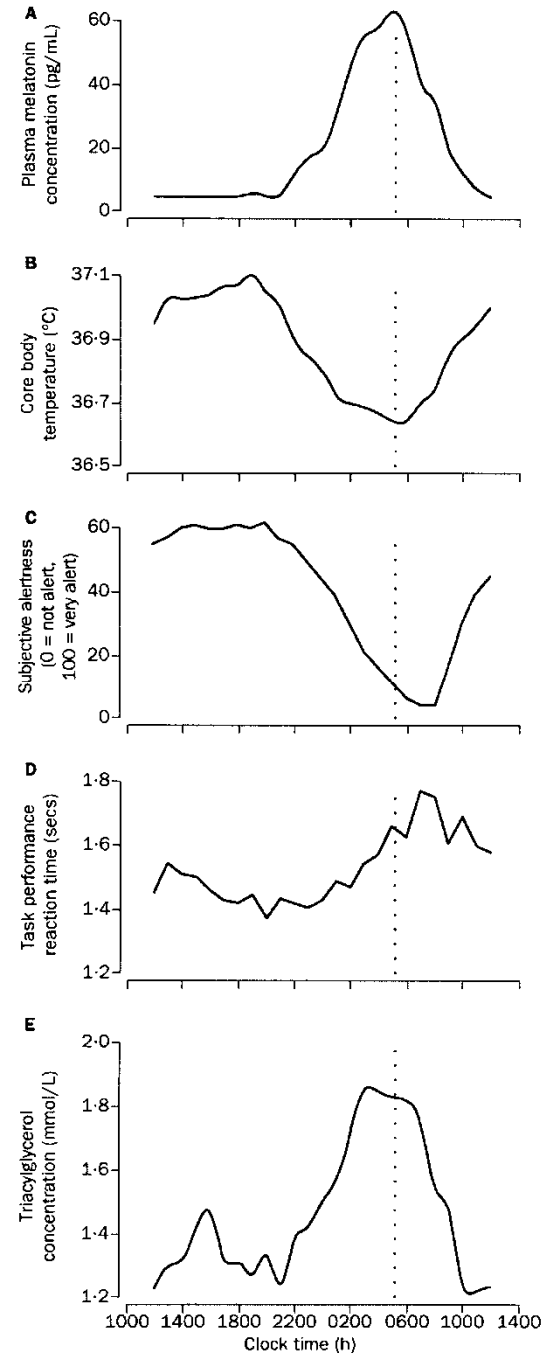 A
Plasma melatonin
concentration (pg/mL)
60
40
20
0
B
Core body
temperature (°C)
37·1
36·9
36·7
36·5
C
Subjective alertness
(0 = not alert,
100 = very alert)
60
40
20
0
D
Task performance
reaction time (secs)
1·8
1·6
1·4
1·2
E
Triacylglycerol
concentration (mmol/L)
2·0
1·8
1·6
1·4
1·2
1000 1400 1800 2200 0200 0600 1000 1400
Clock time (h)